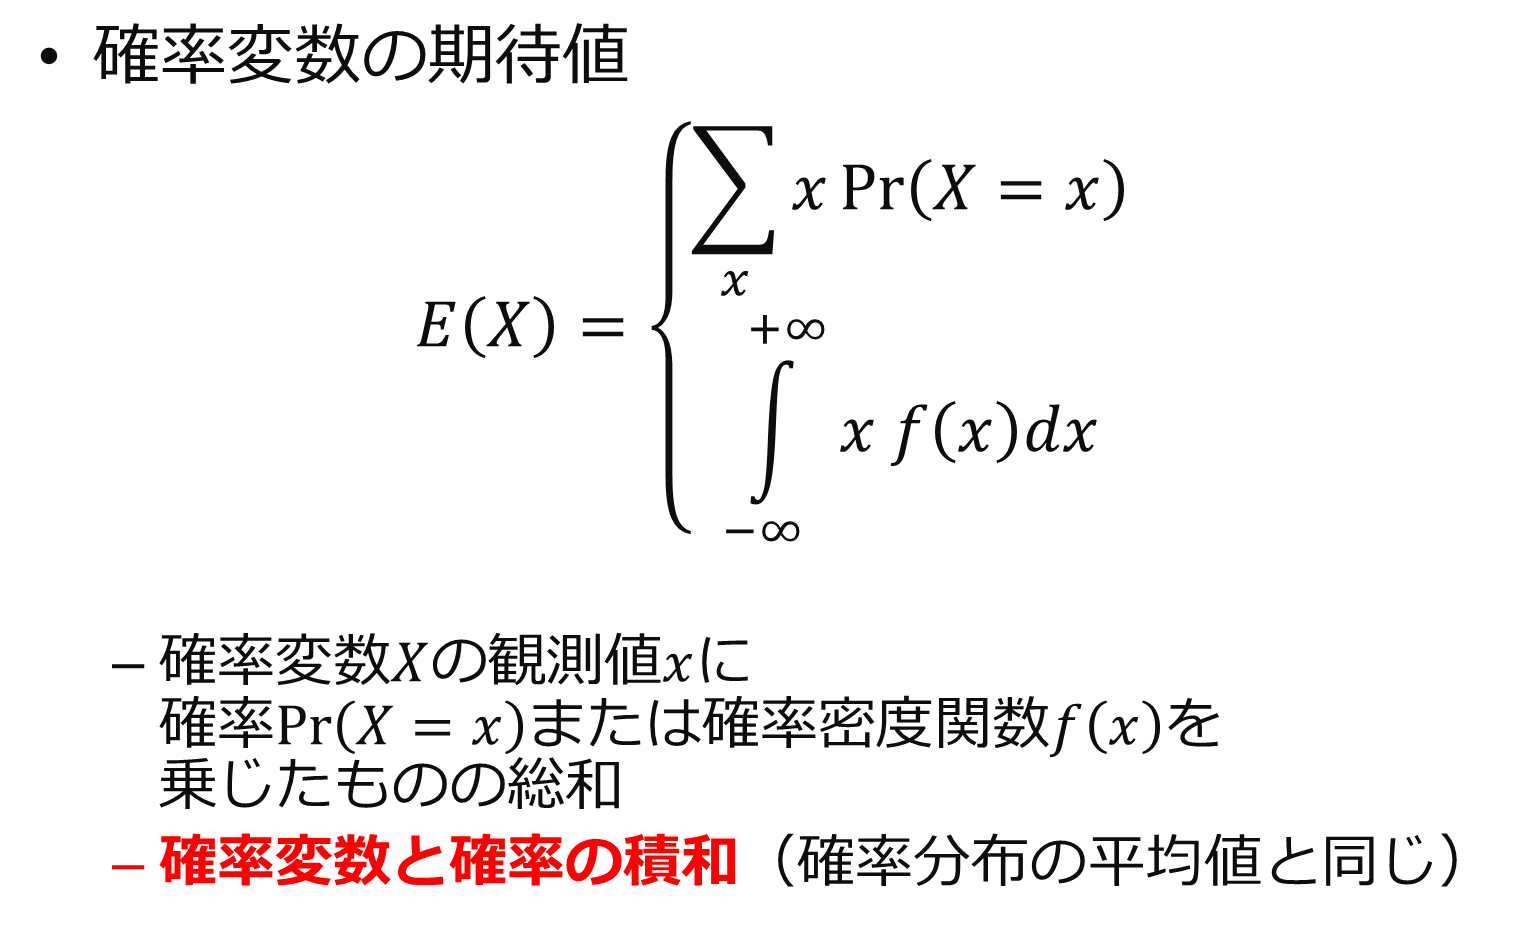 • 確率変数の期待値
E(X) = { ∑_x x Pr(X = x)
∫_{−∞}^{+∞} x f(x)dx
– 確率変数Xの観測値xに
確率Pr(X = x)または確率密度関数f(x)を
乗じたものの総和
– 確率変数と確率の積和（確率分布の平均値と同じ）